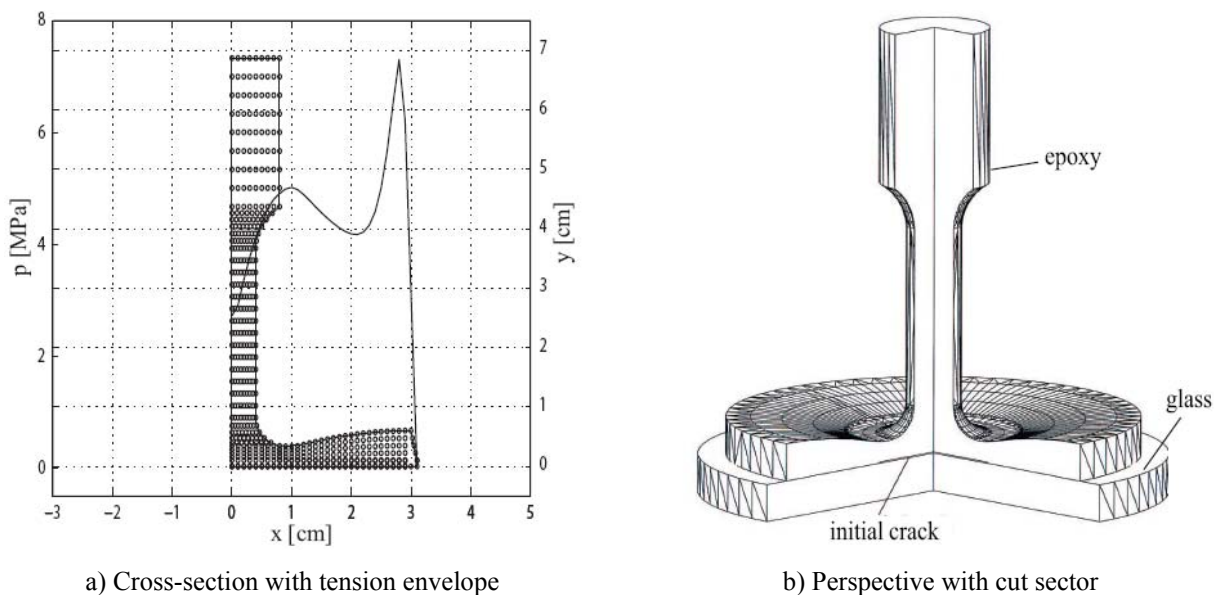 8
6
4
2
0
p [MPa]
7
6
5
4
3
2
1
0
y [cm]
−3 −2 −1 0 1 2 3 4 5
x [cm]
epoxy
glass
initial crack
a) Cross-section with tension envelope
b) Perspective with cut sector